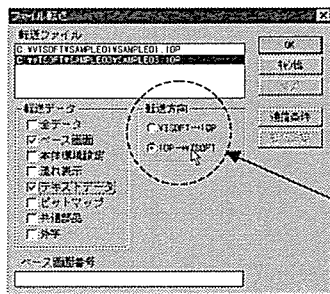 ファイル転送
転送ファイル
C:¥VISOFT¥SAMPLE01¥SAMPLE01.IOP
C:¥VISOFT¥SAMPLE03¥SAMPLE03.IOP
OK
キャンセル
転送データ
転送方向
全データ
ベース画面
本体環境設定
流れ表示
テキストデータ
ビットマップ
共通部品
外字
VISOFT→IOP
IOP→VISOFT
通信条件
ベース画面番号